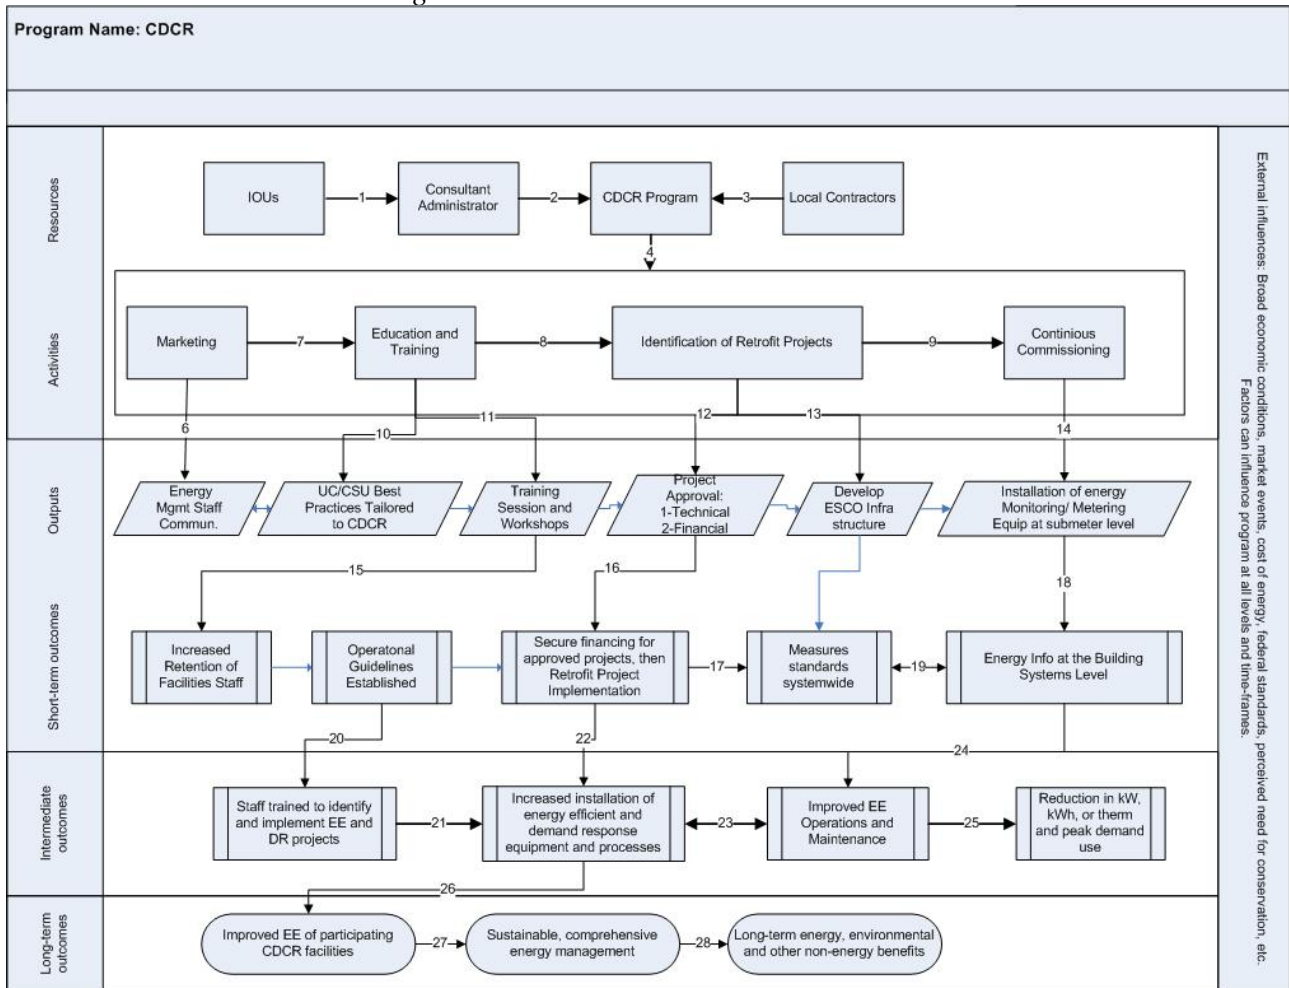 Program Name: CDCR
Resources
IOUs
1
Consultant
Administrator
2
CDCR Program
3
Local Contractors
4
Activities
Marketing
7
Education and
Training
8
Identification of Retrofit Projects
9
Continious
Commissioning
6
10
11
12
13
14
Outputs
Energy
Mgmt Staff
Commun.
UC/CSU Best
Practices Tailored
to CDCR
Training
Session and
Workshops
Project
Approval:
1-Technical
2-Financial
Develop
ESCO Infra
structure
Installation of energy
Monitoring/ Metering
Equip at submeter level
15
16
18
Short-term outcomes
Increased
Retention of
Facilities Staff
Operatonal
Guidelines
Established
Secure financing for
approved projects, then
Retrofit Project
Implementation
17
Measures
standards
systemwide
19
Energy Info at the Building
Systems Level
20
22
24
Intermediate
outcomes
Staff trained to identify
and implement EE and
DR projects
21
Increased installation of
energy efficient and
demand response
equipment and processes
23
Improved EE
Operations and
Maintenance
25
Reduction in kW,
kWh, or therm
and peak demand
use
26
Long-term
outcomes
Improved EE of participating
CDCR facilities
27
Sustainable, comprehensive
energy management
28
Long-term energy, environmental
and other non-energy benefits
External influences: Broad economic conditions, market events, cost of energy, federal standards, perceived need for conservation, etc.
Factors can influence program at all levels and time-frames.